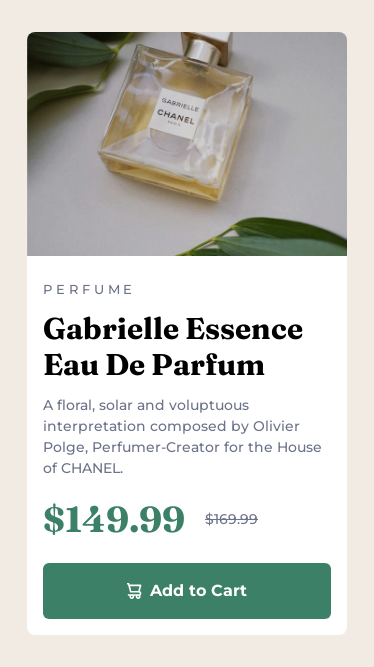 GABRIELLE
CHANEL
PARIS
PERFUME
Gabrielle Essence
Eau De Parfum
A floral, solar and voluptuous
interpretation composed by Olivier
Polge, Perfumer-Creator for the House
of CHANEL.
$149.99 $169.99
Add to Cart